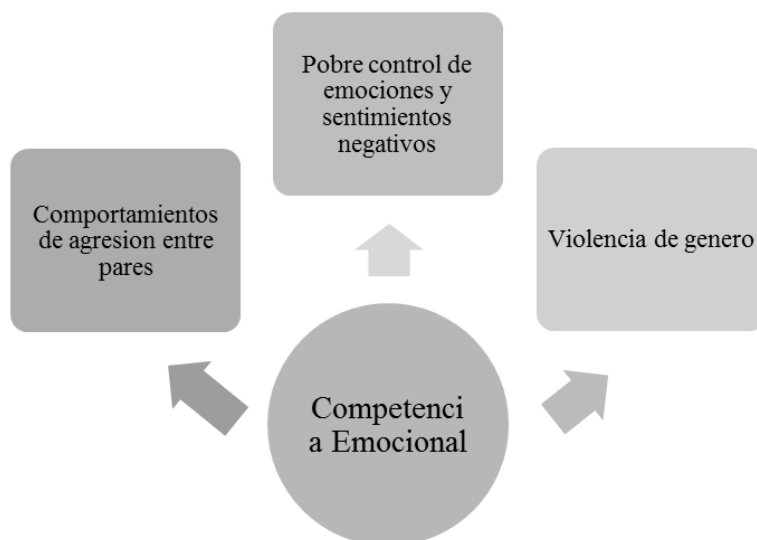 Pobre control de
emociones y
sentimientos
negativos
Comportamientos
de agresion entre
pares
Violencia de genero
Competenci
a Emocional